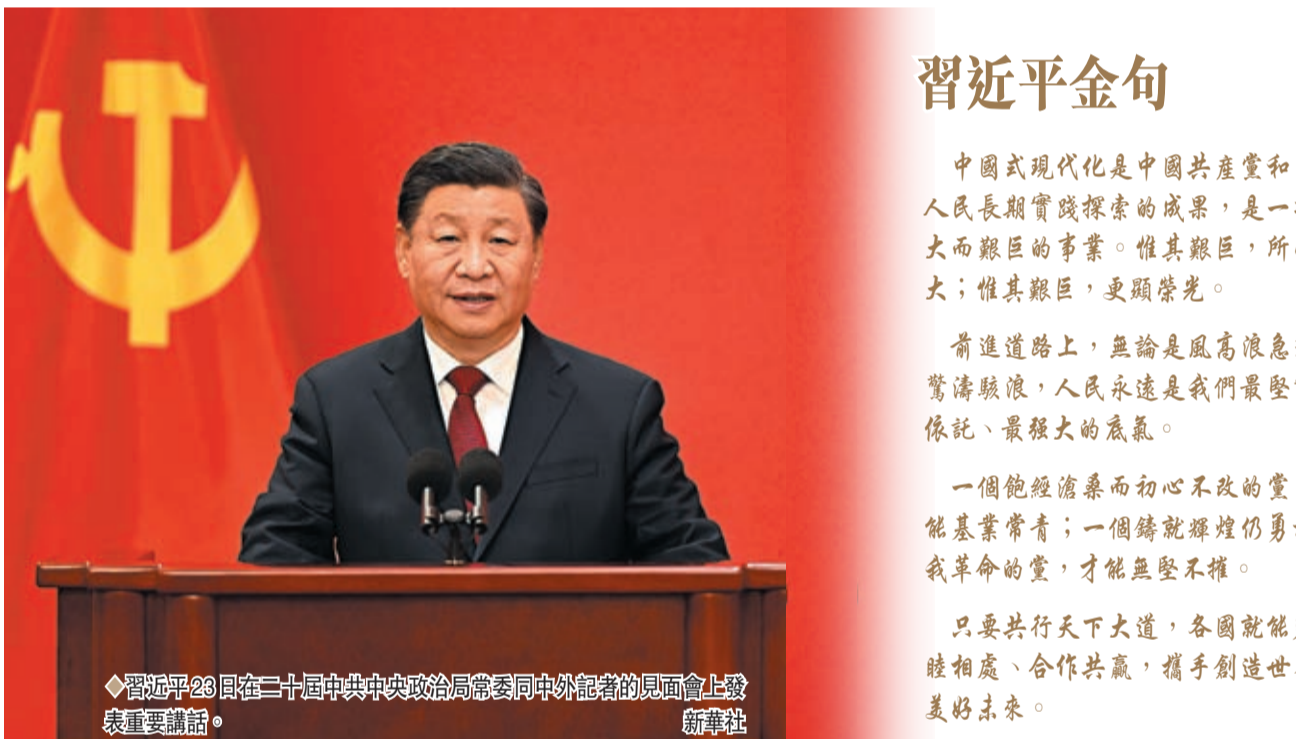 習近平金句
中國式現代化是中國共產黨和
人民長期實踐探索的成果，是一
大而艱巨的事業。惟其艱巨，所
大；惟其艱巨，更顯榮光。
前進道路上，無論是風高浪急
驚濤駭浪，人民永遠是我們最堅
依託、最强大的底氣。
一個飽經滄桑而初心不改的黨
能基業常青；一個鑄就輝煌仍勇
我革命的黨，才能無堅不摧。
只要共行天下大道，各國就能
睦相處、合作共贏，攜手創造世
美好未來。
◆習近平23日在二十屆中共中央政治局常委同中外記者的見面會上發
表重要講話。 新華社